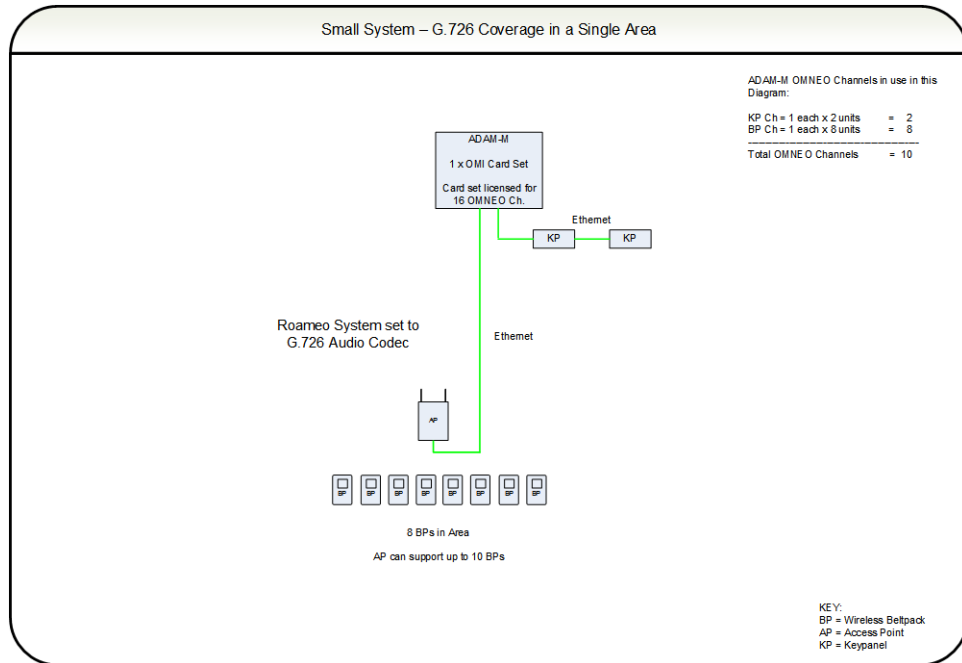 Small System – G.726 Coverage in a Single Area
ADAM-M OMNEO Channels in use in this
Diagram:
KP Ch = 1 each x 2 units = 2
BP Ch = 1 each x 8 units = 8
Total OMNEO Channels = 10
ADAM-M
1 x OMI Card Set
Card set licensed for
16 OMNEO Ch.
Ethernet
KP KP
Roameo System set to
G.726 Audio Codec
Ethernet
AP
BP BP BP BP BP BP BP BP
8 BPs in Area
AP can support up to 10 BPs
KEY:
BP = Wireless Beltpack
AP = Access Point
KP = Keypanel